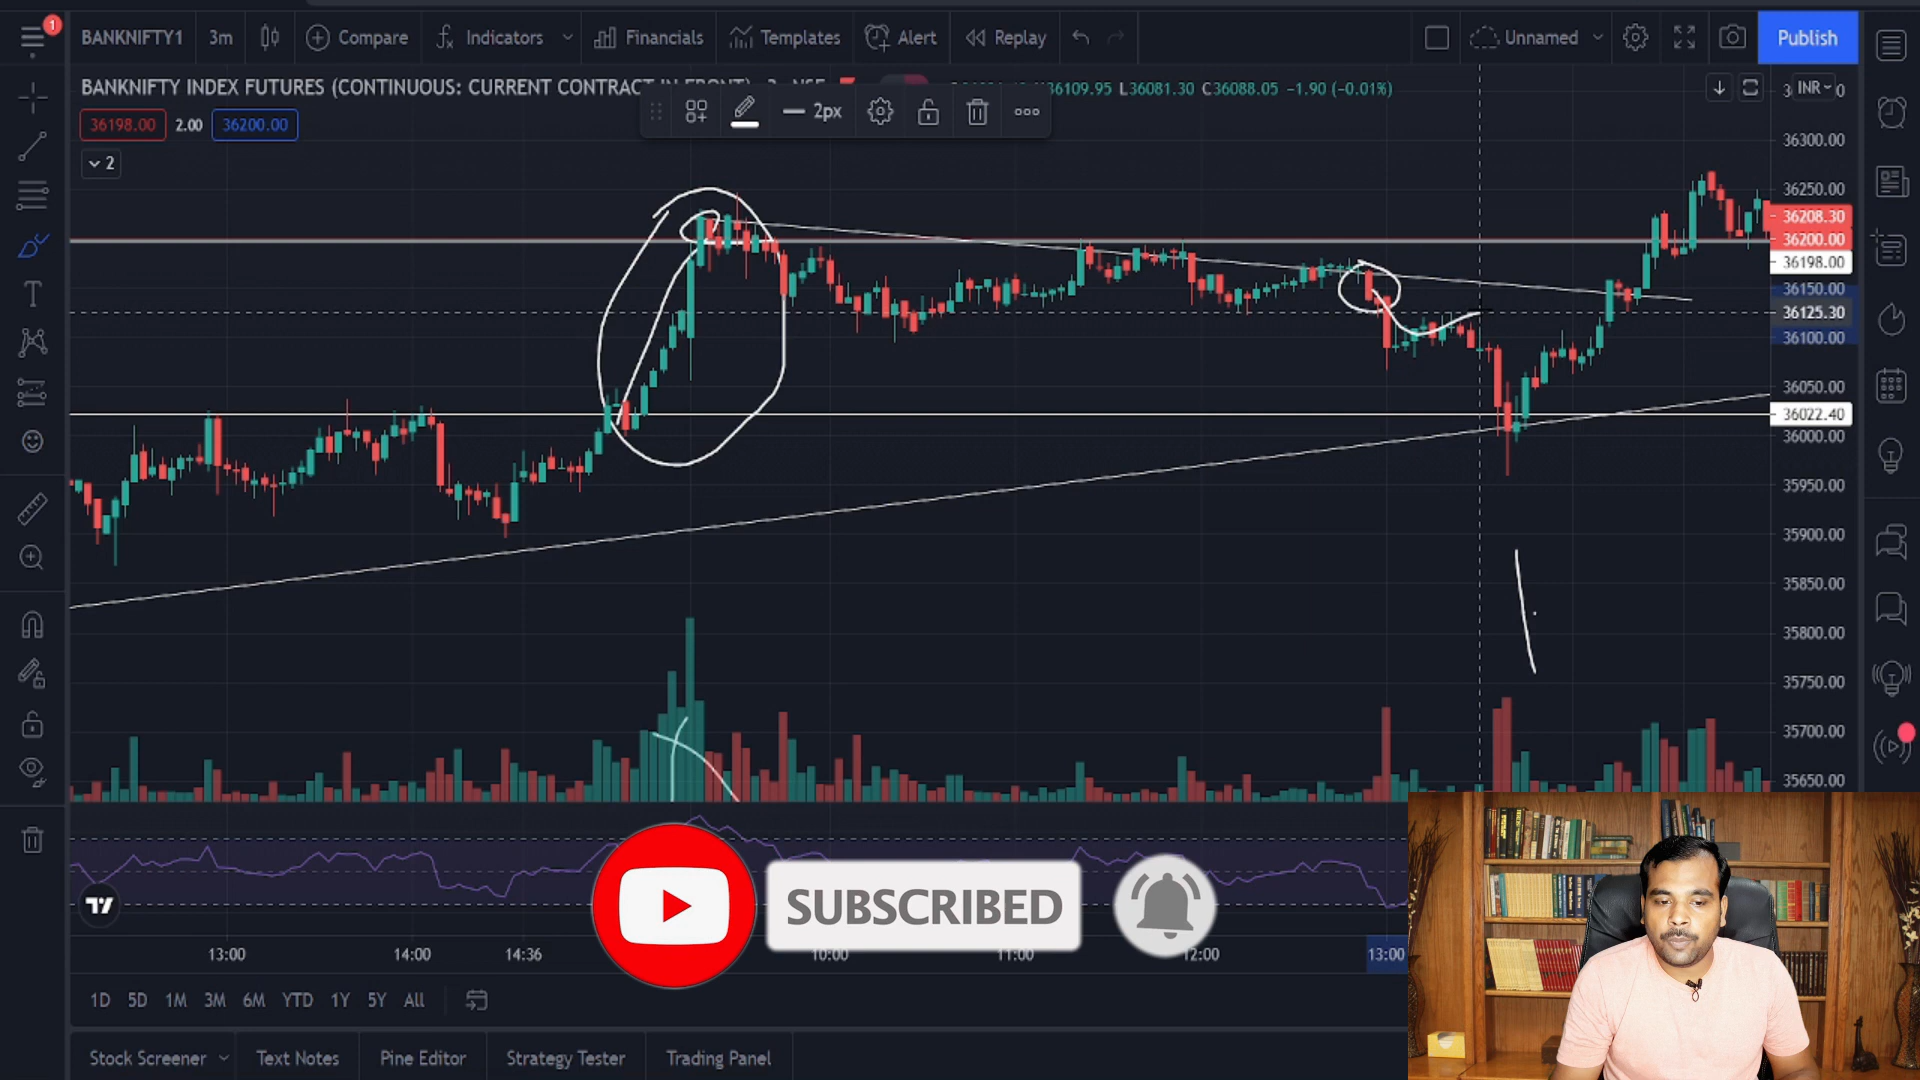 1
BANKNIFTY1 3m Compare Indicators Financials Templates Alert Replay Unnamed Publish
BANKNIFTY INDEX FUTURES (CONTINUOUS: CURRENT CONTRACT IN FRONT)
36109.95 L36081.30 C36088.05 −1.90 (−0.01%)
INR
36198.00 2.00 36200.00
2px
2
36300.00
36250.00
36208.30
36200.00
36198.00
36150.00
36125.30
36100.00
36050.00
36022.40
36000.00
35950.00
35900.00
35850.00
35800.00
35750.00
35700.00
35650.00
SUBSCRIBED
13:00 14:00 14:36 10:00 11:00 12:00 13:00
1D 5D 1M 3M 6M YTD 1Y 5Y All
Stock Screener Text Notes Pine Editor Strategy Tester Trading Panel